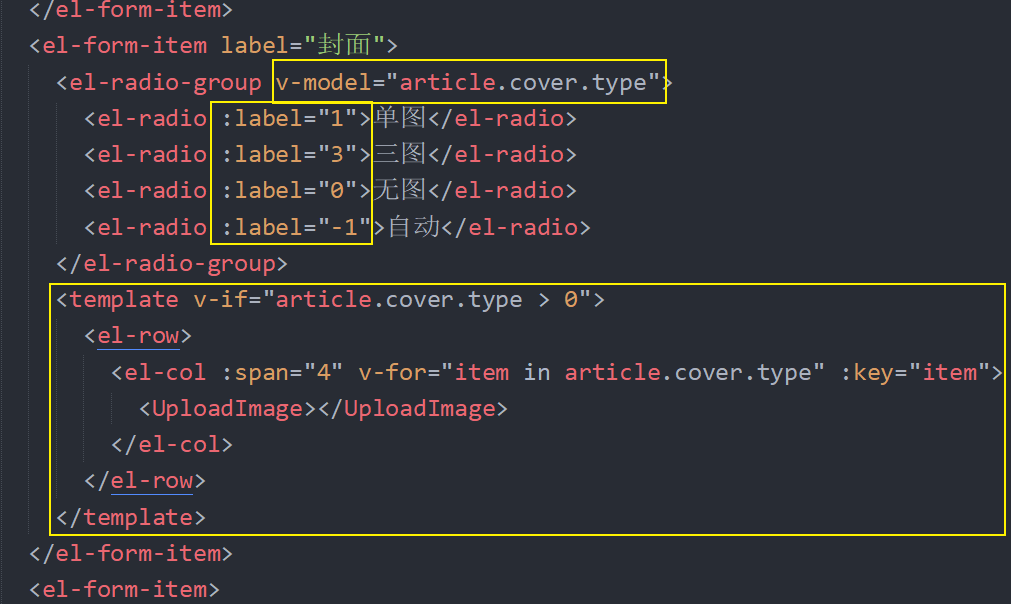 </el-form-item>
<el-form-item label="封面">
<el-radio-group v-model="article.cover.type">
<el-radio :label="1">单图</el-radio>
<el-radio :label="3">三图</el-radio>
<el-radio :label="0">无图</el-radio>
<el-radio :label="-1">自动</el-radio>
</el-radio-group>
<template v-if="article.cover.type > 0">
<el-row>
<el-col :span="4" v-for="item in article.cover.type" :key="item">
<UploadImage></UploadImage>
</el-col>
</el-row>
</template>
</el-form-item>
<el-form-item>